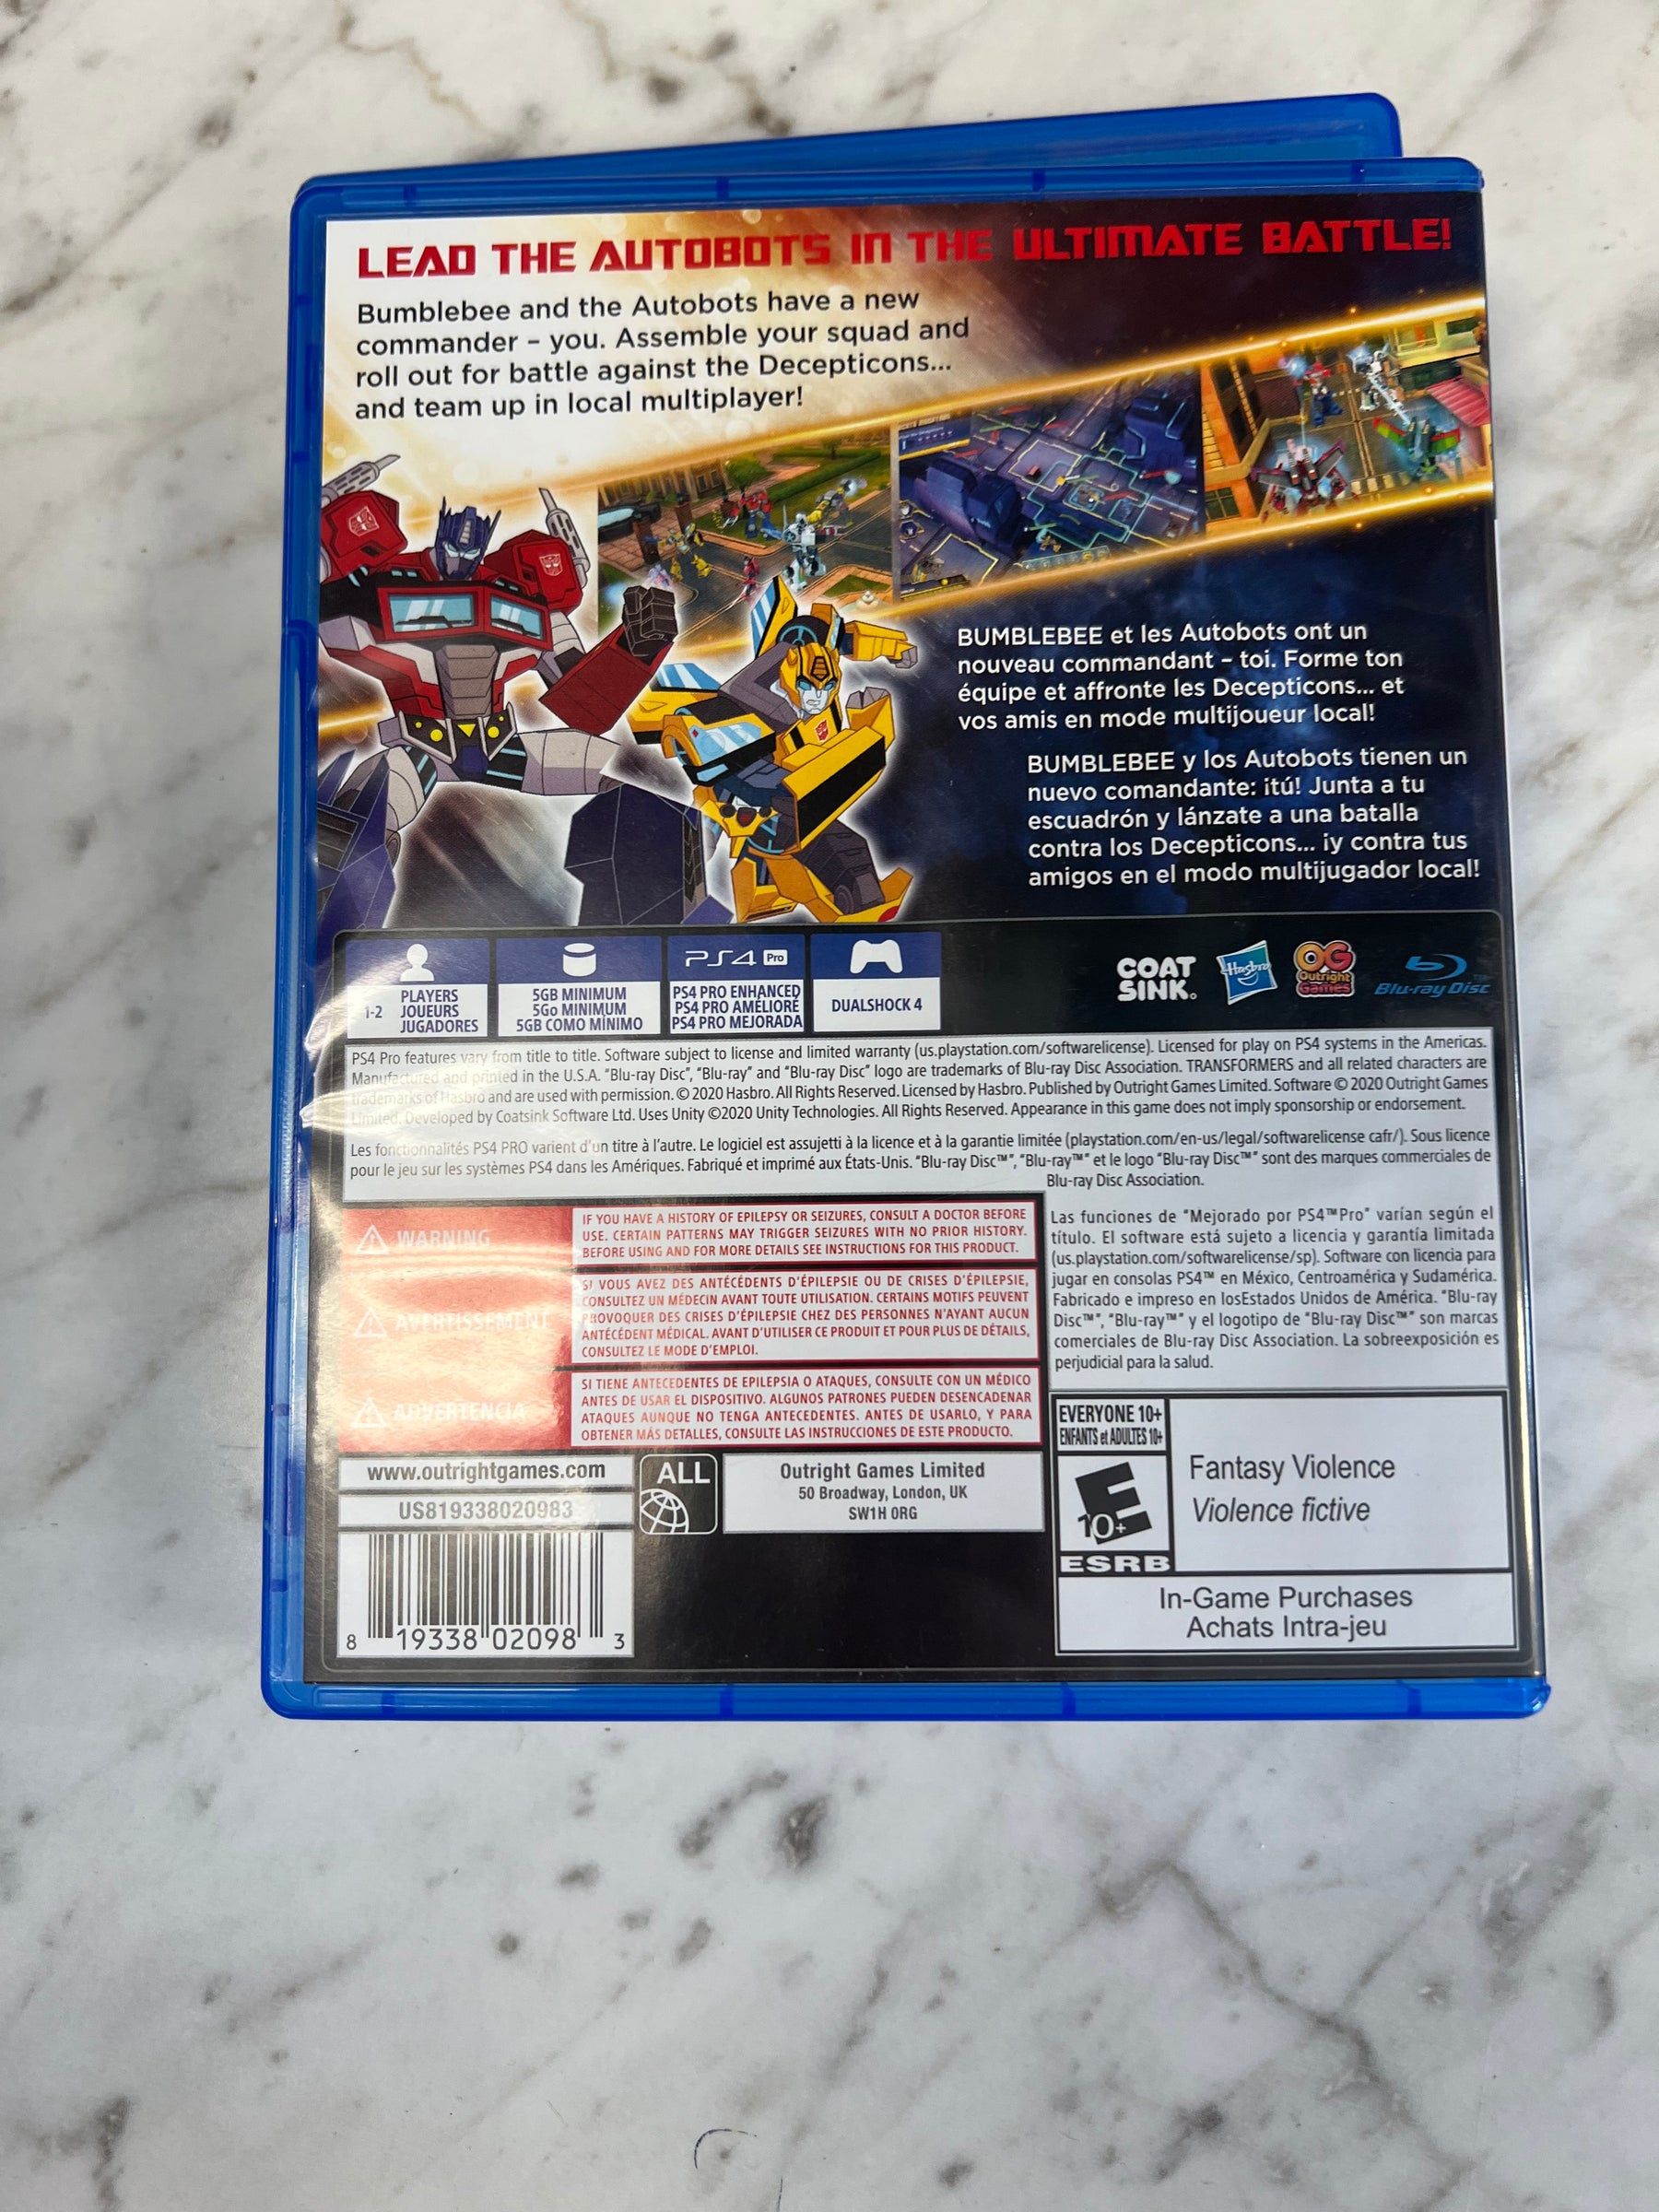 LEAD THE AUTOBOTS IN THE ULTIMATE BATTLE!
Bumblebee and the Autobots have a new
commander – you. Assemble your squad and
roll out for battle against the Decepticons...
and team up in local multiplayer!
BUMBLEBEE et les Autobots ont un
nouveau commandant – toi. Forme ton
équipe et affronte les Decepticons... et
vos amis en mode multijoueur local!
BUMBLEBEE y los Autobots tienen un
nuevo comandante: ¡tú! Junta a tu
escuadrón y lánzate a una batalla
contra los Decepticons... ¡y contra tus
amigos en el modo multijugador local!
1-2
PLAYERS
JOUEURS
JUGADORES
5GB MINIMUM
5Go MINIMUM
5GB COMO MÍNIMO
PS4 Pro
PS4 PRO ENHANCED
PS4 PRO AMÉLIORÉ
PS4 PRO MEJORADA
DUALSHOCK 4
COAT
SINK.
Hasbro
OG
Outright
Games
Blu-ray Disc
PS4 Pro features vary from title to title. Software subject to license and limited warranty (us.playstation.com/softwarelicense). Licensed for play on PS4 systems in the Americas.
Manufactured and printed in the U.S.A. "Blu-ray Disc", "Blu-ray" and "Blu-ray Disc" logo are trademarks of Blu-ray Disc Association. TRANSFORMERS and all related characters are
trademarks of Hasbro and are used with permission. © 2020 Hasbro. All Rights Reserved. Licensed by Hasbro. Published by Outright Games Limited. Software © 2020 Outright Games
Limited. Developed by Coatsink Software Ltd. Uses Unity ©2020 Unity Technologies. All Rights Reserved. Appearance in this game does not imply sponsorship or endorsement.
Les fonctionnalités PS4 PRO varient d'un titre à l'autre. Le logiciel est assujetti à la licence et à la garantie limitée (playstation.com/en-us/legal/softwarelicense cafr/). Sous licence
pour le jeu sur les systèmes PS4 dans les Amériques. Fabriqué et imprimé aux États-Unis. "Blu-ray Disc™", "Blu-ray™" et le logo "Blu-ray Disc™" sont des marques commerciales de
Blu-ray Disc Association.
WARNING
IF YOU HAVE A HISTORY OF EPILEPSY OR SEIZURES, CONSULT A DOCTOR BEFORE
USE. CERTAIN PATTERNS MAY TRIGGER SEIZURES WITH NO PRIOR HISTORY.
BEFORE USING AND FOR MORE DETAILS SEE INSTRUCTIONS FOR THIS PRODUCT.
AVERTISSEMENT
SI VOUS AVEZ DES ANTÉCÉDENTS D'ÉPILEPSIE OU DE CRISES D'ÉPILEPSIE,
CONSULTEZ UN MÉDECIN AVANT TOUTE UTILISATION. CERTAINS MOTIFS PEUVENT
PROVOQUER DES CRISES D'ÉPILEPSIE CHEZ DES PERSONNES N'AYANT AUCUN
ANTÉCÉDENT MÉDICAL. AVANT D'UTILISER CE PRODUIT ET POUR PLUS DE DÉTAILS,
CONSULTEZ LE MODE D'EMPLOI.
ADVERTENCIA
SI TIENE ANTECEDENTES DE EPILEPSIA O ATAQUES, CONSULTE CON UN MÉDICO
ANTES DE USAR EL DISPOSITIVO. ALGUNOS PATRONES PUEDEN DESENCADENAR
ATAQUES AUNQUE NO TENGA ANTECEDENTES. ANTES DE USARLO, Y PARA
OBTENER MÁS DETALLES, CONSULTE LAS INSTRUCCIONES DE ESTE PRODUCTO.
Las funciones de "Mejorado por PS4™Pro" varían según el
título. El software está sujeto a licencia y garantía limitada
(us.playstation.com/softwarelicense/sp). Software con licencia para
jugar en consolas PS4™ en México, Centroamérica y Sudamérica.
Fabricado e impreso en losEstados Unidos de América. "Blu-ray
Disc™", "Blu-ray™" y el logotipo de "Blu-ray Disc™" son marcas
comerciales de Blu-ray Disc Association. La sobreexposición es
perjudicial para la salud.
www.outrightgames.com
US819338020983
8 19338 02098 3
ALL
Outright Games Limited
50 Broadway, London, UK
SW1H 0RG
EVERYONE 10+
ENFANTS et ADULTES 10+
E
10+
ESRB
Fantasy Violence
Violence fictive
In-Game Purchases
Achats Intra-jeu